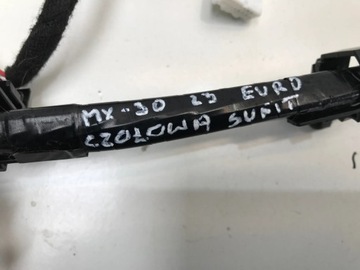 MX-30 23 EURO
CZOŁOWA SUFIT